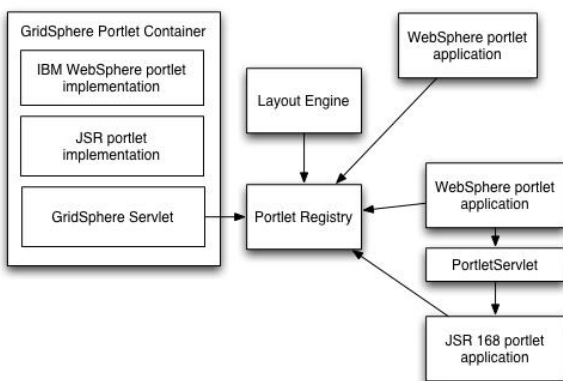 GridSphere Portlet Container
IBM WebSphere portlet
implementation
JSR portlet
implementation
GridSphere Servlet
Layout Engine
Portlet Registry
WebSphere portlet
application
WebSphere portlet
application
PortletServlet
JSR 168 portlet
application